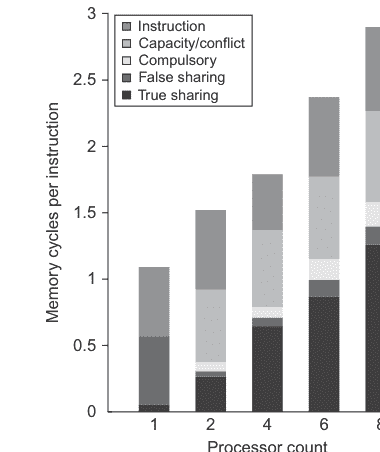 3
Instruction
Capacity/conflict
Compulsory
False sharing
True sharing
2.5
2
1.5
1
0.5
0
Memory cycles per instruction
1 2 4 6 8
Processor count